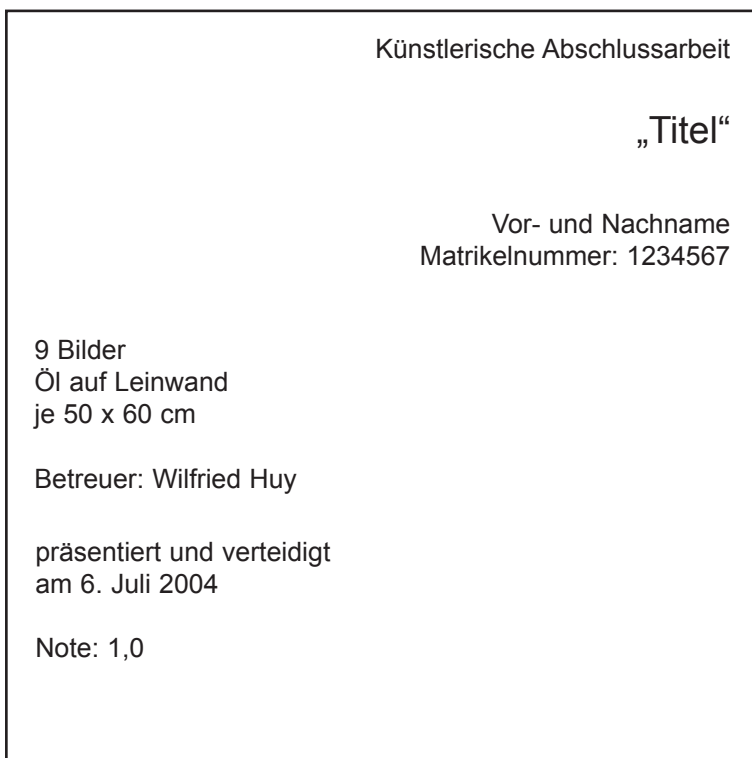 Künstlerische Abschlussarbeit
„Titel“
Vor- und Nachname
Matrikelnummer: 1234567
9 Bilder
Öl auf Leinwand
je 50 x 60 cm
Betreuer: Wilfried Huy
präsentiert und verteidigt
am 6. Juli 2004
Note: 1,0